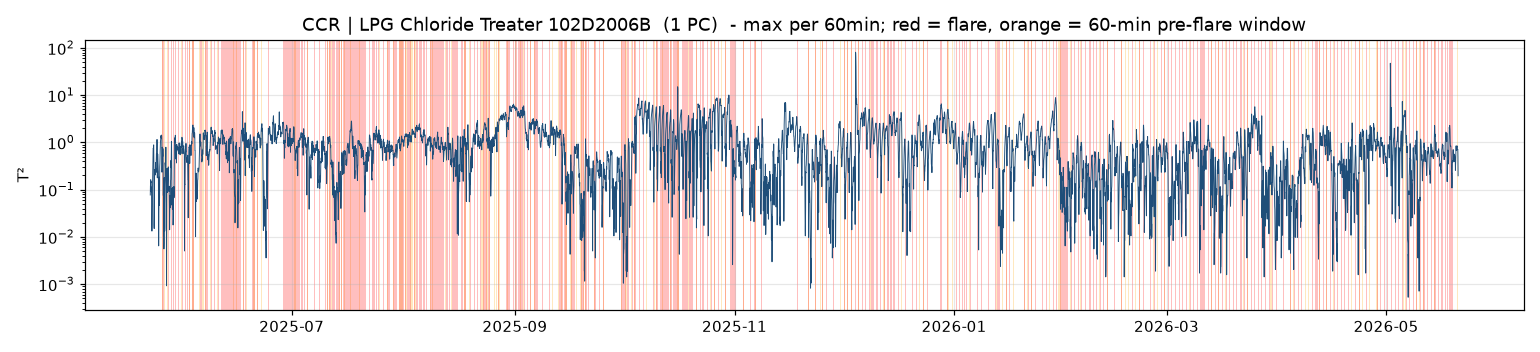 CCR | LPG Chloride Treater 102D2006B (1 PC) - max per 60min; red = flare, orange = 60-min pre-flare window
10²
10¹
10⁰
10⁻¹
10⁻²
10⁻³
T²
2025-07 2025-09 2025-11 2026-01 2026-03 2026-05